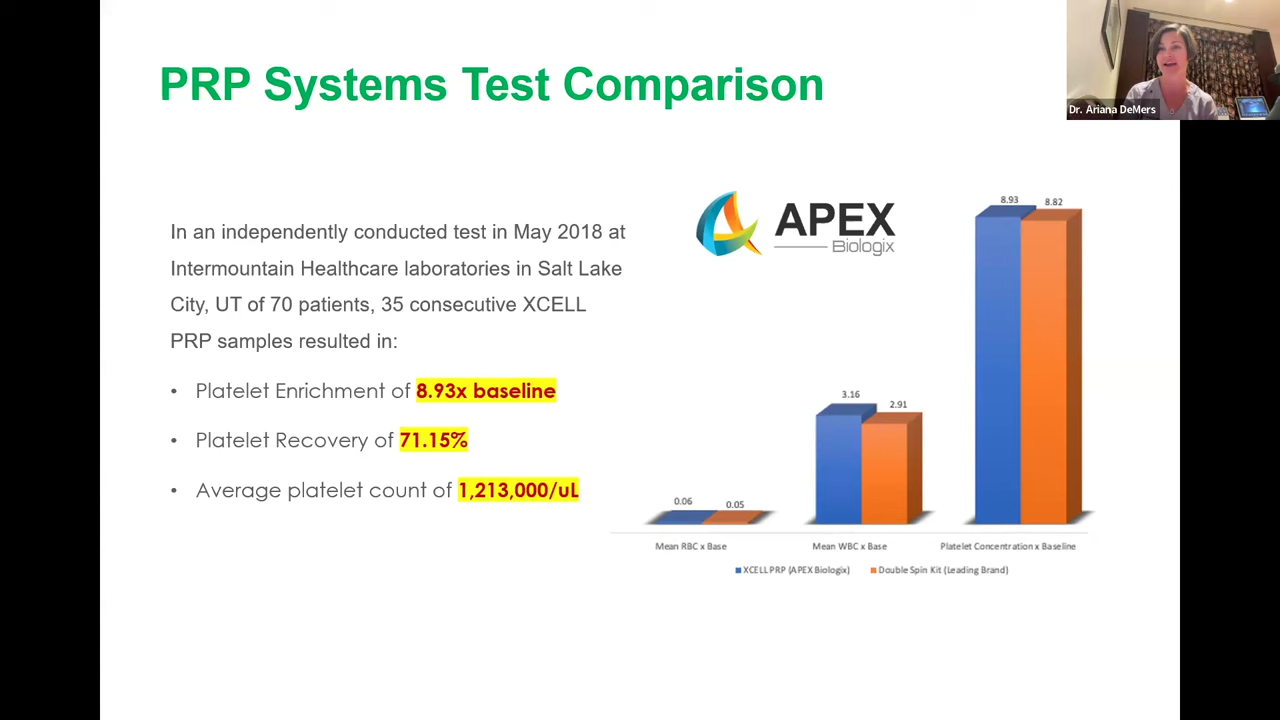 PRP Systems Test Comparison
Dr. Ariana DeMers
In an independently conducted test in May 2018 at
Intermountain Healthcare laboratories in Salt Lake
City, UT of 70 patients, 35 consecutive XCELL
PRP samples resulted in:
• Platelet Enrichment of 8.93x baseline
• Platelet Recovery of 71.15%
• Average platelet count of 1,213,000/uL
APEX
Biologix
8.93
8.82
3.16
2.91
0.06
0.05
Mean RBC x Base
Mean WBC x Base
Platelet Concentration x Baseline
XCELL PRP (APEX Biologix)
Double Spin Kit (Leading Brand)